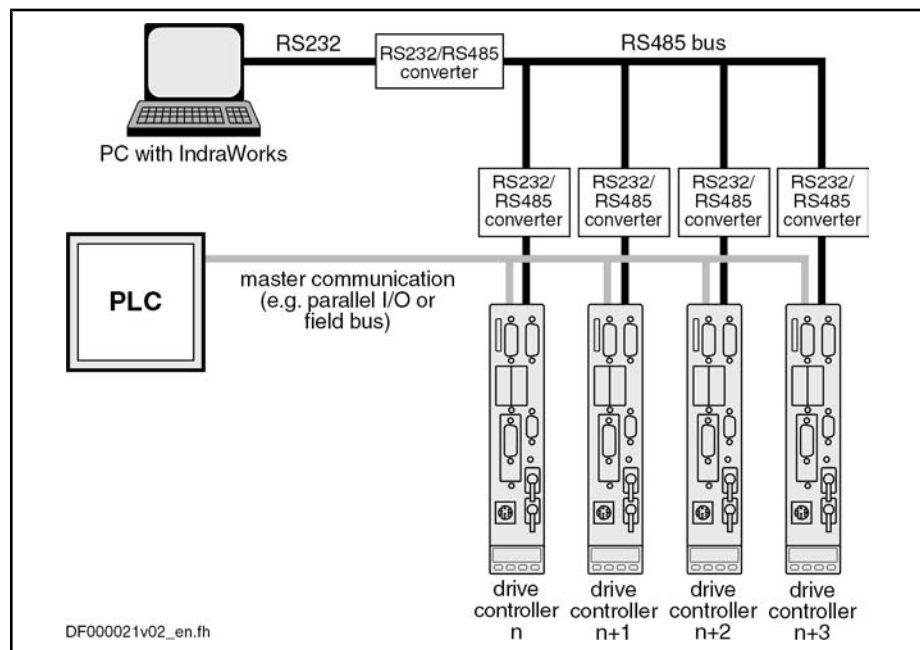 RS232
RS232/RS485
converter
RS485 bus
PC with IndraWorks
RS232/
RS485
converter
RS232/
RS485
converter
RS232/
RS485
converter
RS232/
RS485
converter
PLC
master communication
(e.g. parallel I/O or
field bus)
drive
controller
n
drive
controller
n+1
drive
controller
n+2
drive
controller
n+3
DF000021v02_en.fh